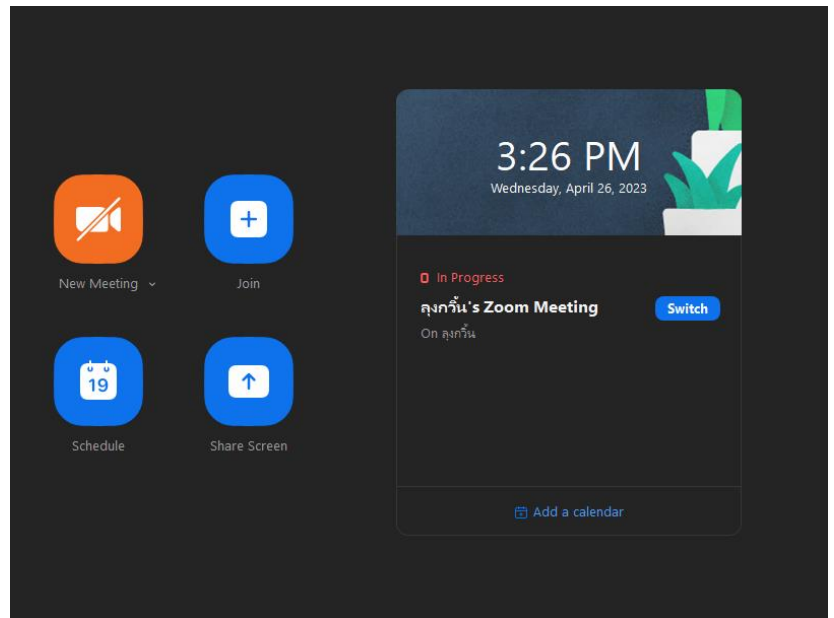 3:26 PM
Wednesday, April 26, 2023
New Meeting
Join
19
Schedule
Share Screen
In Progress
ลุงกวิ้น's Zoom Meeting
Switch
On ลุงกวิ้น
Add a calendar